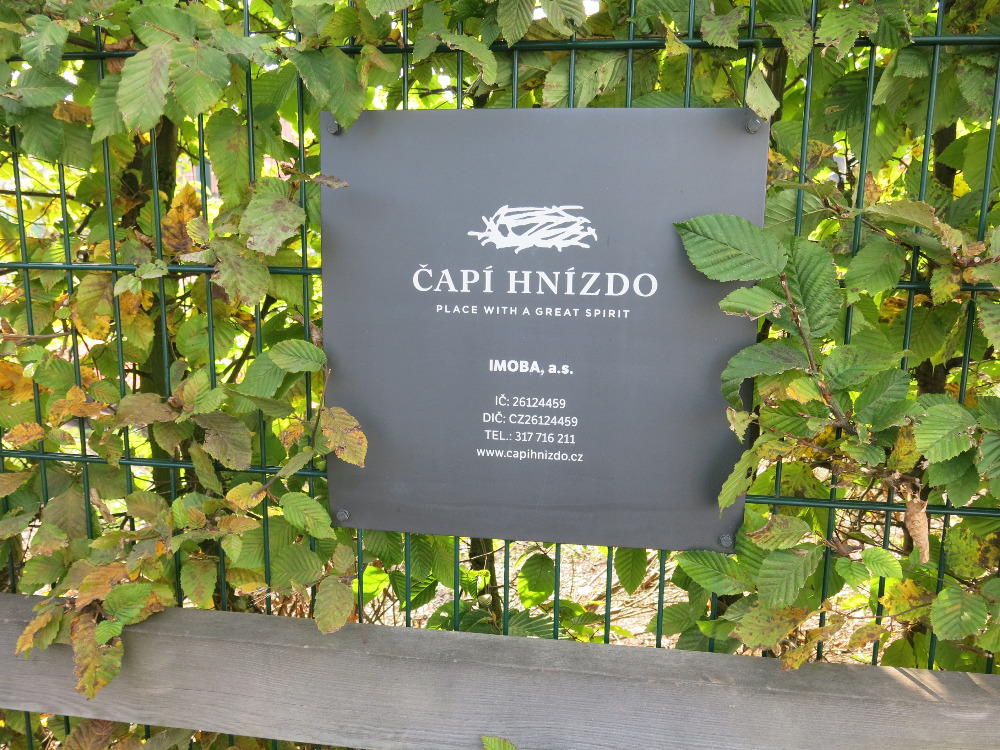 ČAPÍ HNÍZDO
PLACE WITH A GREAT SPIRIT
IMOBA, a.s.
IČ: 26124459
DIČ: CZ26124459
TEL.: 317 716 211
www.capihnizdo.cz